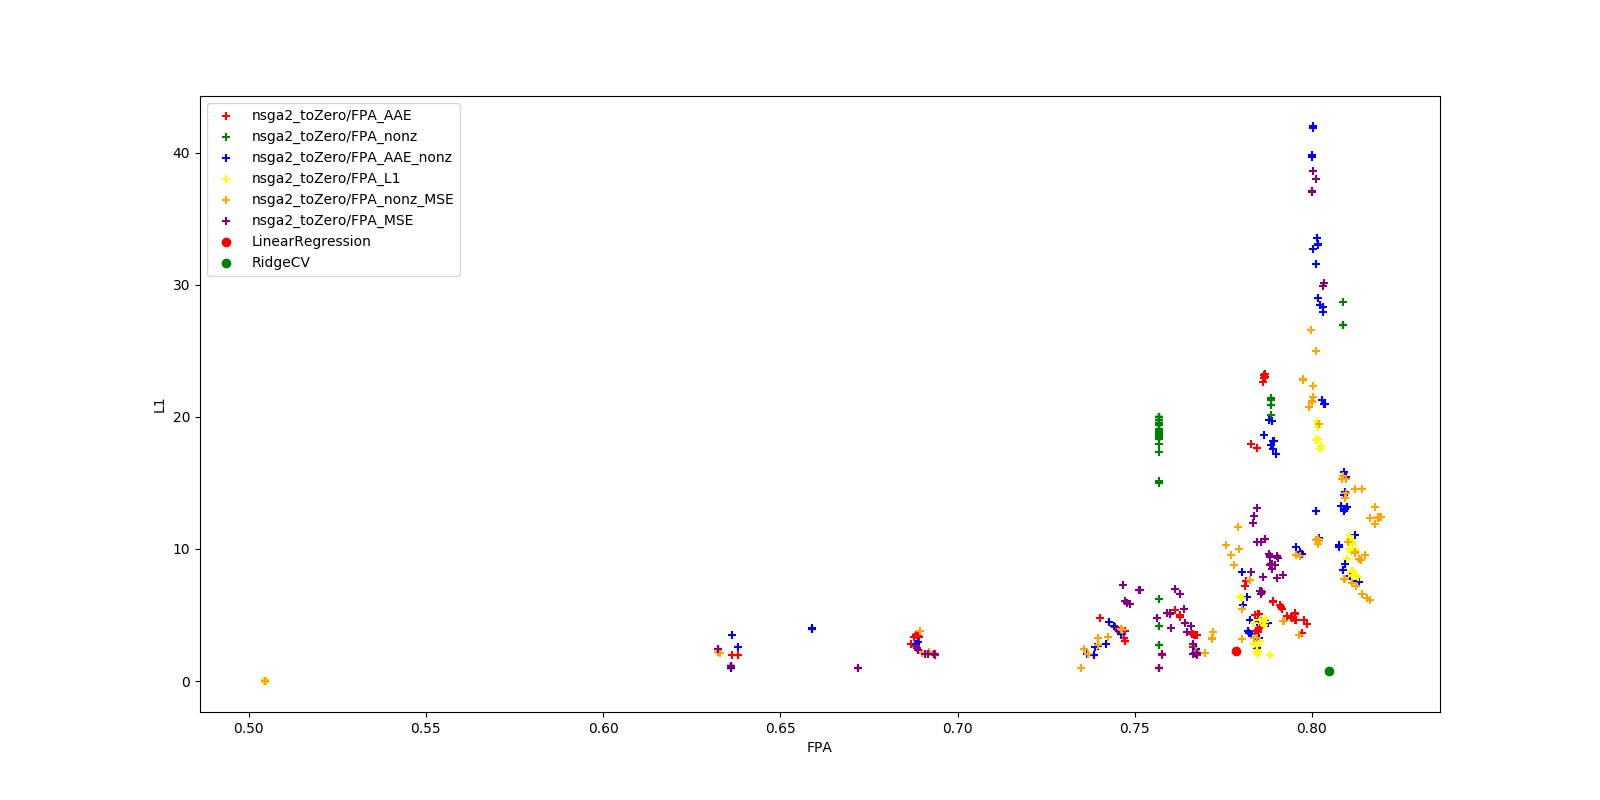 nsga2_toZero/FPA_AAE
nsga2_toZero/FPA_nonz
nsga2_toZero/FPA_AAE_nonz
nsga2_toZero/FPA_L1
nsga2_toZero/FPA_nonz_MSE
nsga2_toZero/FPA_MSE
LinearRegression
RidgeCV
40
30
20
10
0
L1
0.50 0.55 0.60 0.65 0.70 0.75 0.80
FPA